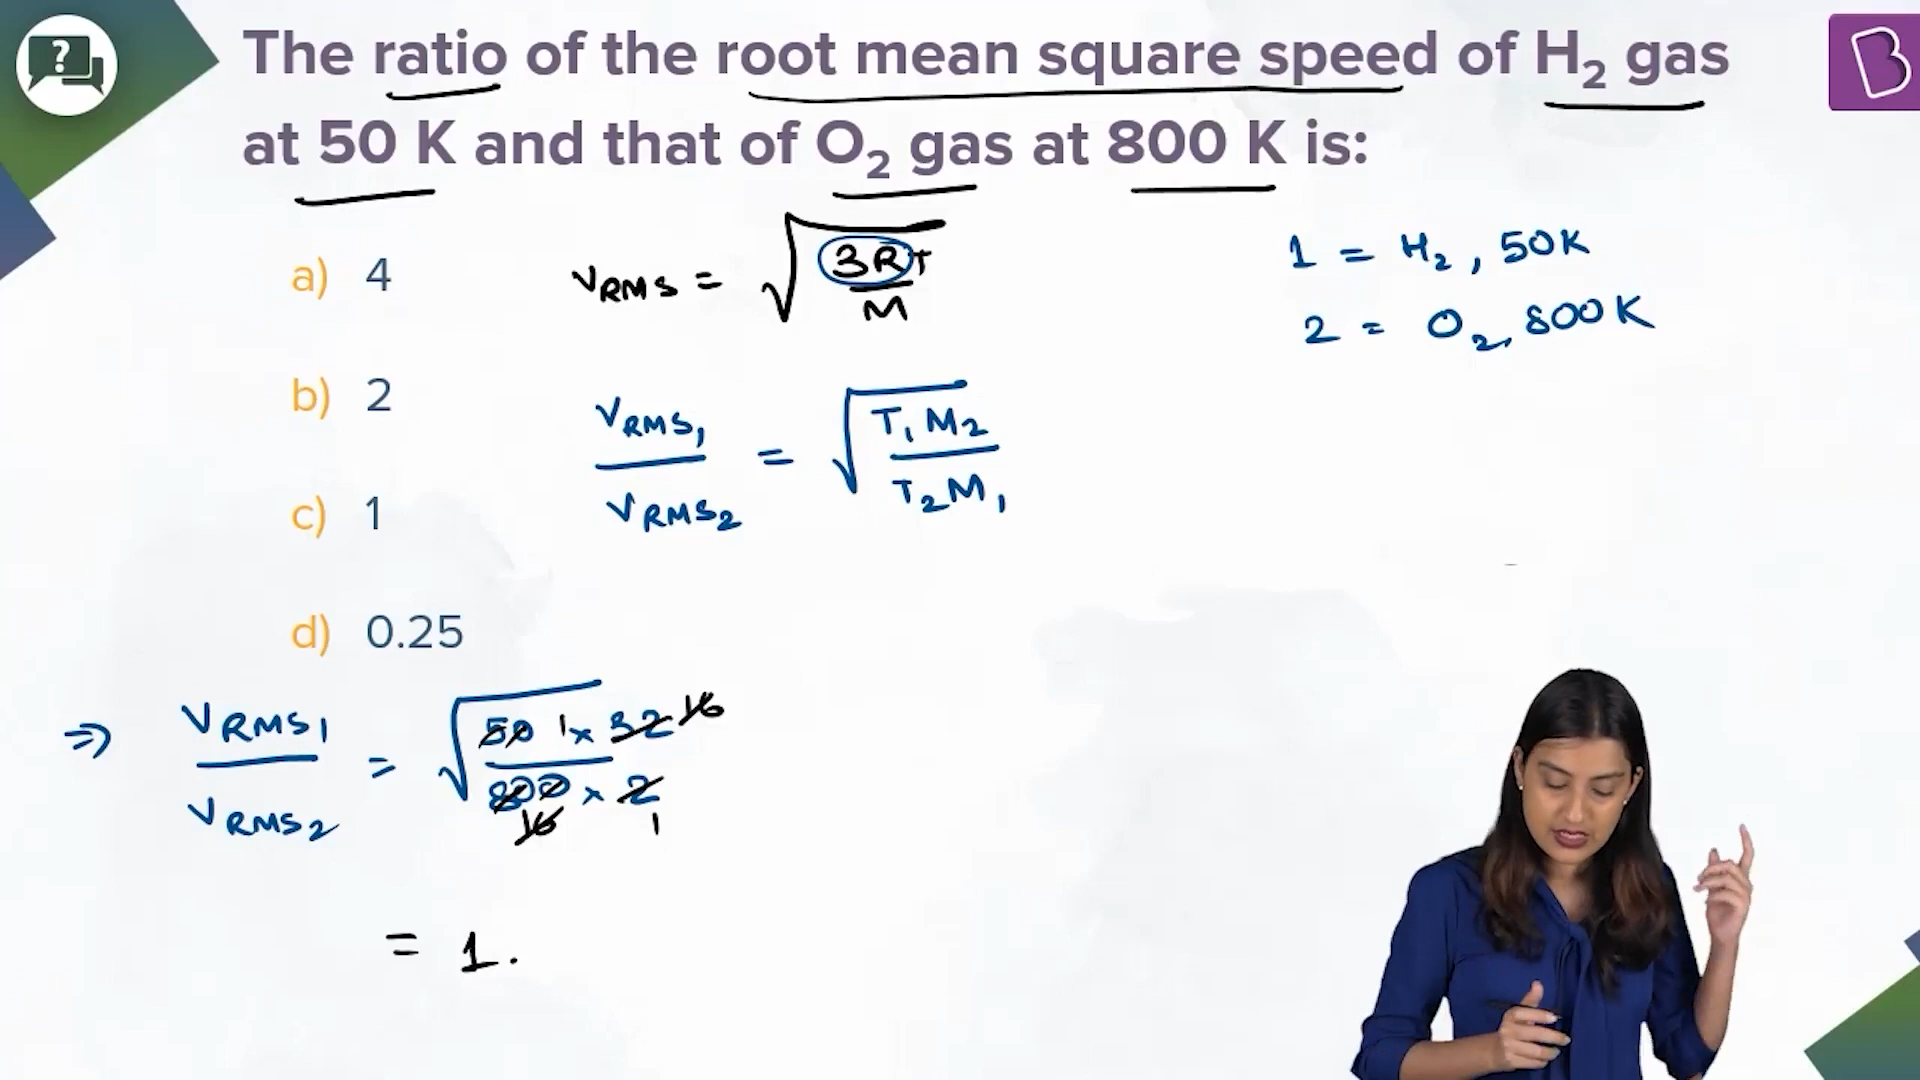 ?
The ratio of the root mean square speed of H₂ gas
B
at 50 K and that of O₂ gas at 800 K is:
a) 4
V_RMS = √(3RT/M)
1 = H₂, 50K
2 = O₂, 800K
b) 2
V_RMS₁/V_RMS₂ = √(T₁M₂/T₂M₁)
c) 1
d) 0.25
⇒ V_RMS1/V_RMS2 = √(50 1 × 32 16/800 16 × 2 1)
= 1.